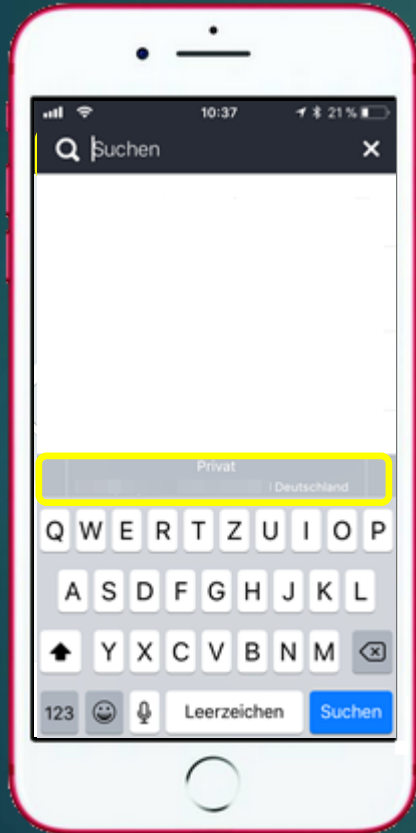 10:37 21 %
Suchen
Privat
Deutschland
Q W E R T Z U I O P
A S D F G H J K L
Y X C V B N M
123 Leerzeichen Suchen